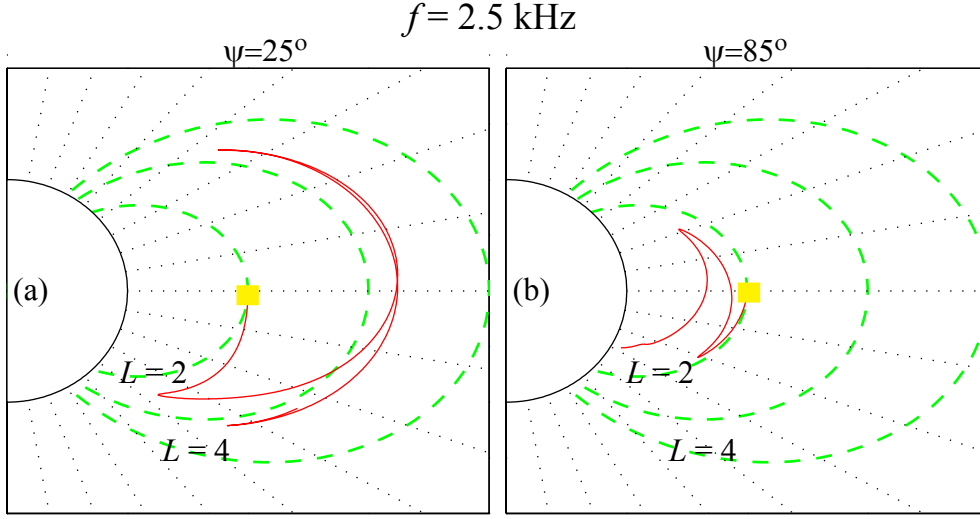 f = 2.5 kHz
ψ=25°
ψ=85°
(a)
(b)
L = 2
L = 2
L = 4
L = 4